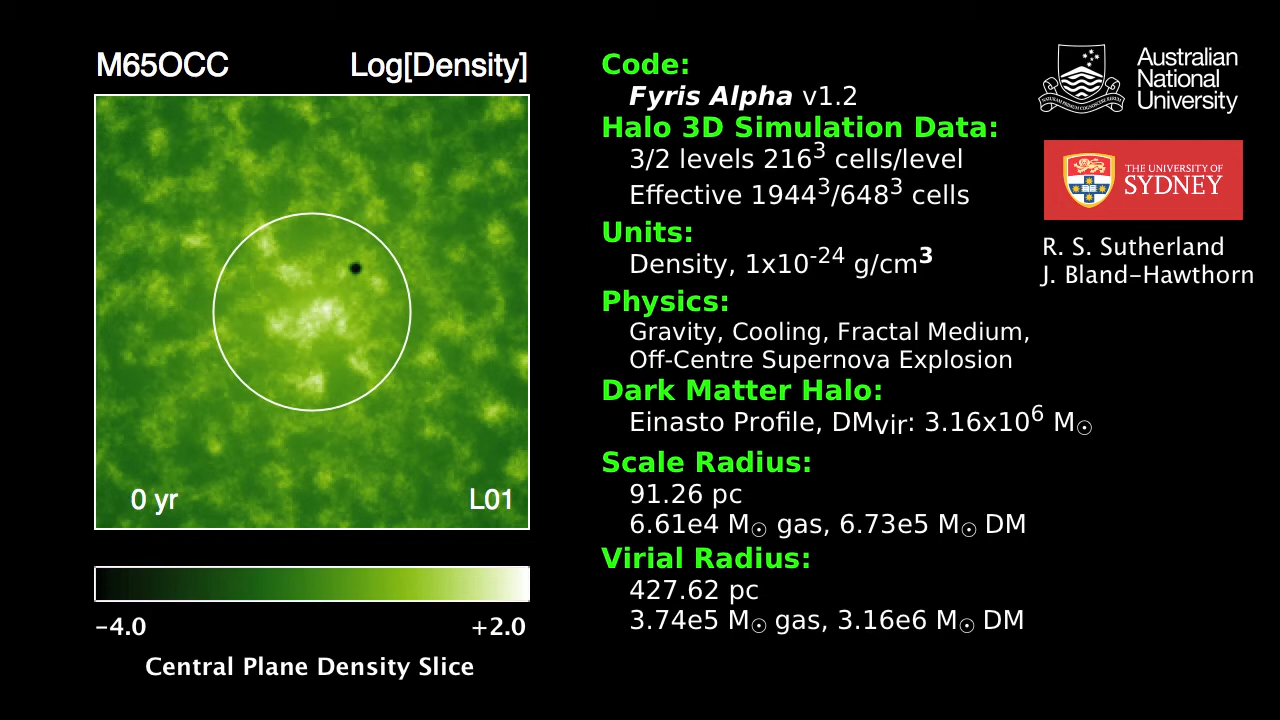 M65OCC
Log[Density]
0 yr
L01
−4.0
+2.0
Central Plane Density Slice
Code:
Fyris Alpha v1.2
Halo 3D Simulation Data:
3/2 levels 216³ cells/level
Effective 1944³/648³ cells
Units:
Density, 1x10⁻²⁴ g/cm³
Physics:
Gravity, Cooling, Fractal Medium,
Off-Centre Supernova Explosion
Dark Matter Halo:
Einasto Profile, DMvir: 3.16x10⁶ M☉
Scale Radius:
91.26 pc
6.61e4 M☉ gas, 6.73e5 M☉ DM
Virial Radius:
427.62 pc
3.74e5 M☉ gas, 3.16e6 M☉ DM
Australian
National
University
THE UNIVERSITY OF
SYDNEY
R. S. Sutherland
J. Bland−Hawthorn